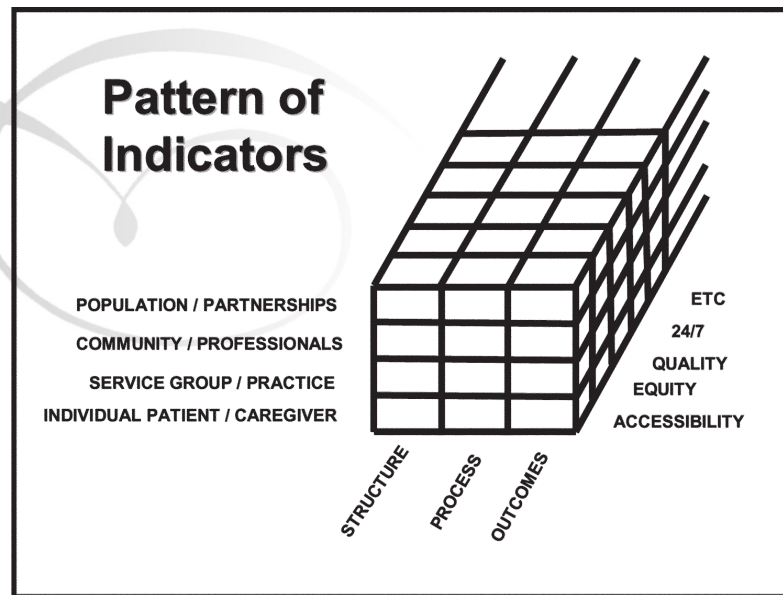 Pattern of
Indicators
POPULATION / PARTNERSHIPS
COMMUNITY / PROFESSIONALS
SERVICE GROUP / PRACTICE
INDIVIDUAL PATIENT / CAREGIVER
ETC
24/7
QUALITY
EQUITY
ACCESSIBILITY
STRUCTURE
PROCESS
OUTCOMES